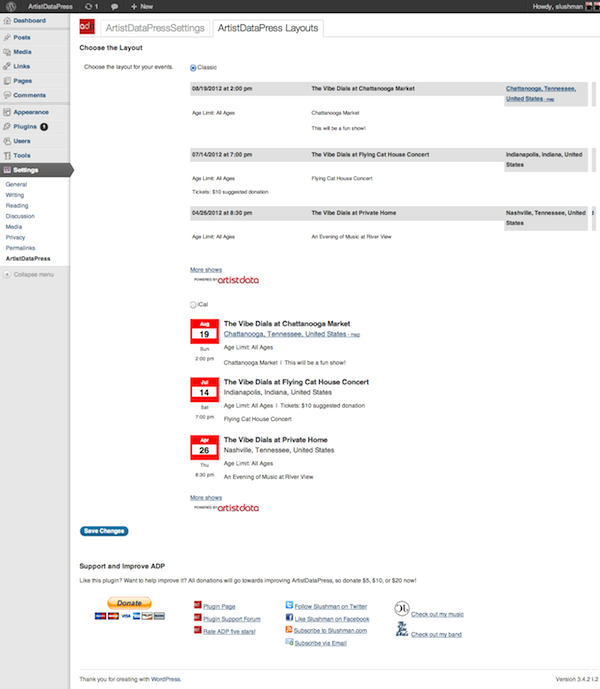 ArtistDataPress 1 + New Howdy, slushman
Dashboard
Posts
Media
Links
Pages
Comments
Appearance
Plugins
Users
Tools
Settings
General
Writing
Reading
Discussion
Media
Privacy
Permalinks
ArtistDataPress
Collapse menu
ad ArtistDataPressSettings ArtistDataPress Layouts
Choose the Layout
Choose the layout for your events.
Classic
08/19/2012 at 2:00 pm The Vibe Dials at Chattanooga Market Chattanooga, Tennessee,
United States - map
Age Limit: All Ages Chattanooga Market
This will be a fun show!
07/14/2012 at 7:00 pm The Vibe Dials at Flying Cat House Concert Indianapolis, Indiana, United
States
Age Limit: All Ages Flying Cat House Concert
Tickets: $10 suggested donation
04/26/2012 at 8:30 pm The Vibe Dials at Private Home Nashville, Tennessee, United
States
Age Limit: All Ages An Evening of Music at River View
More shows
POWERED BY artistdata
iCal
Aug
19
Sun
2:00 pm
The Vibe Dials at Chattanooga Market
Chattanooga, Tennessee, United States - map
Age Limit: All Ages
Chattanooga Market | This will be a fun show!
Jul
14
Sat
7:00 pm
The Vibe Dials at Flying Cat House Concert
Indianapolis, Indiana, United States
Age Limit: All Ages | Tickets: $10 suggested donation
Flying Cat House Concert
Apr
26
Thu
8:30 pm
The Vibe Dials at Private Home
Nashville, Tennessee, United States
Age Limit: All Ages
An Evening of Music at River View
More shows
POWERED BY artistdata
Save Changes
Support and Improve ADP
Like this plugin? Want to help improve it? All donations will go towards improving ArtistDataPress, so donate $5, $10, or $20 now!
Donate
Plugin Page
Plugin Support Forum
Rate ADP five stars!
Follow Slushman on Twitter
Like Slushman on Facebook
Subscribe to Slushman.com
Subscribe via Email
Check out my music
Check out my band
Thank you for creating with WordPress. Version 3.4.2